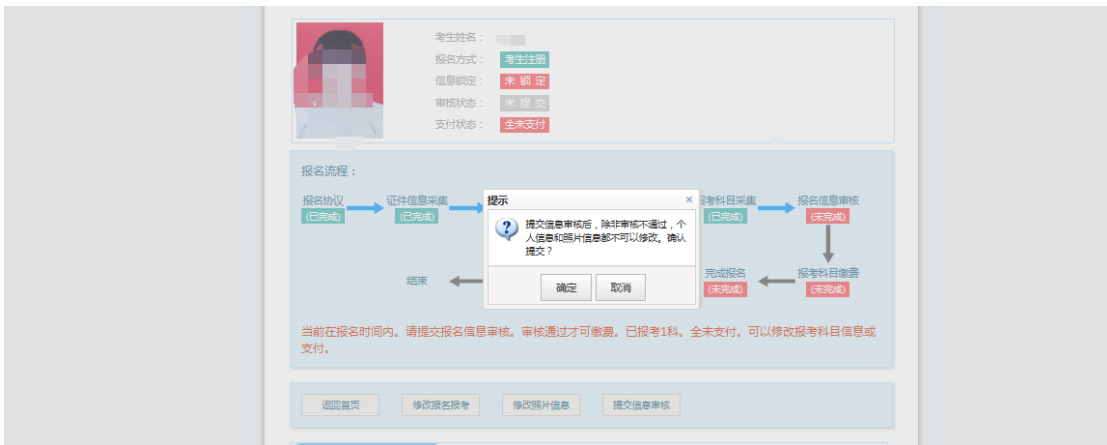 考生姓名：
报名方式： 考生注册
信息锁定： 未 锁 定
审核状态： 未 提 交
支付状态： 全未支付
报名流程：
报名协议 证件信息采集 报考科目采集 报名信息审核
(已完成) (已完成) (已完成) (未完成)
提示 ×
提交信息审核后，除非审核不通过，个
人信息和照片信息都不可以修改。确认
提交？
确定 取消
结束 完成报名 报考科目缴费
(未完成) (未完成)
当前在报名时间内。请提交报名信息审核。审核通过才可缴费。已报考1科。全未支付。可以修改报考科目信息或
支付。
返回首页 修改报名报考 修改照片信息 提交信息审核